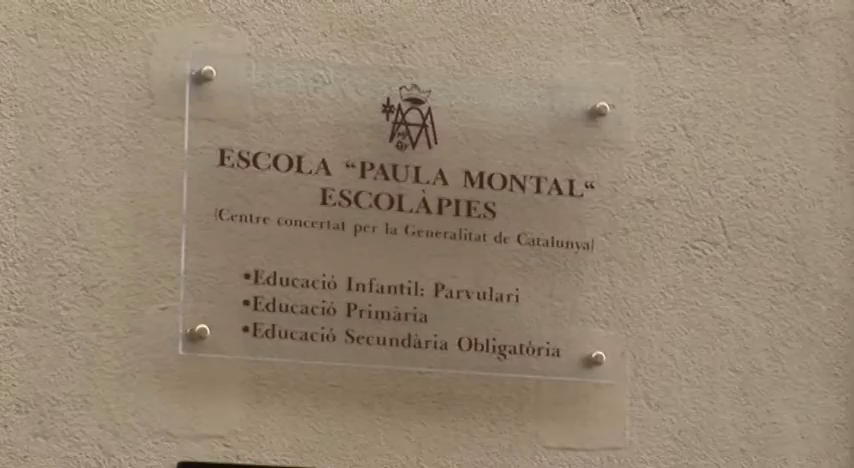 ESCOLA “PAULA MONTAL“
ESCOLÀPIES
(Centre concertat per la Generalitat de Catalunya)
•Educació Infantil: Parvulari
•Educació Primària
•Educació Secundària Obligatòria